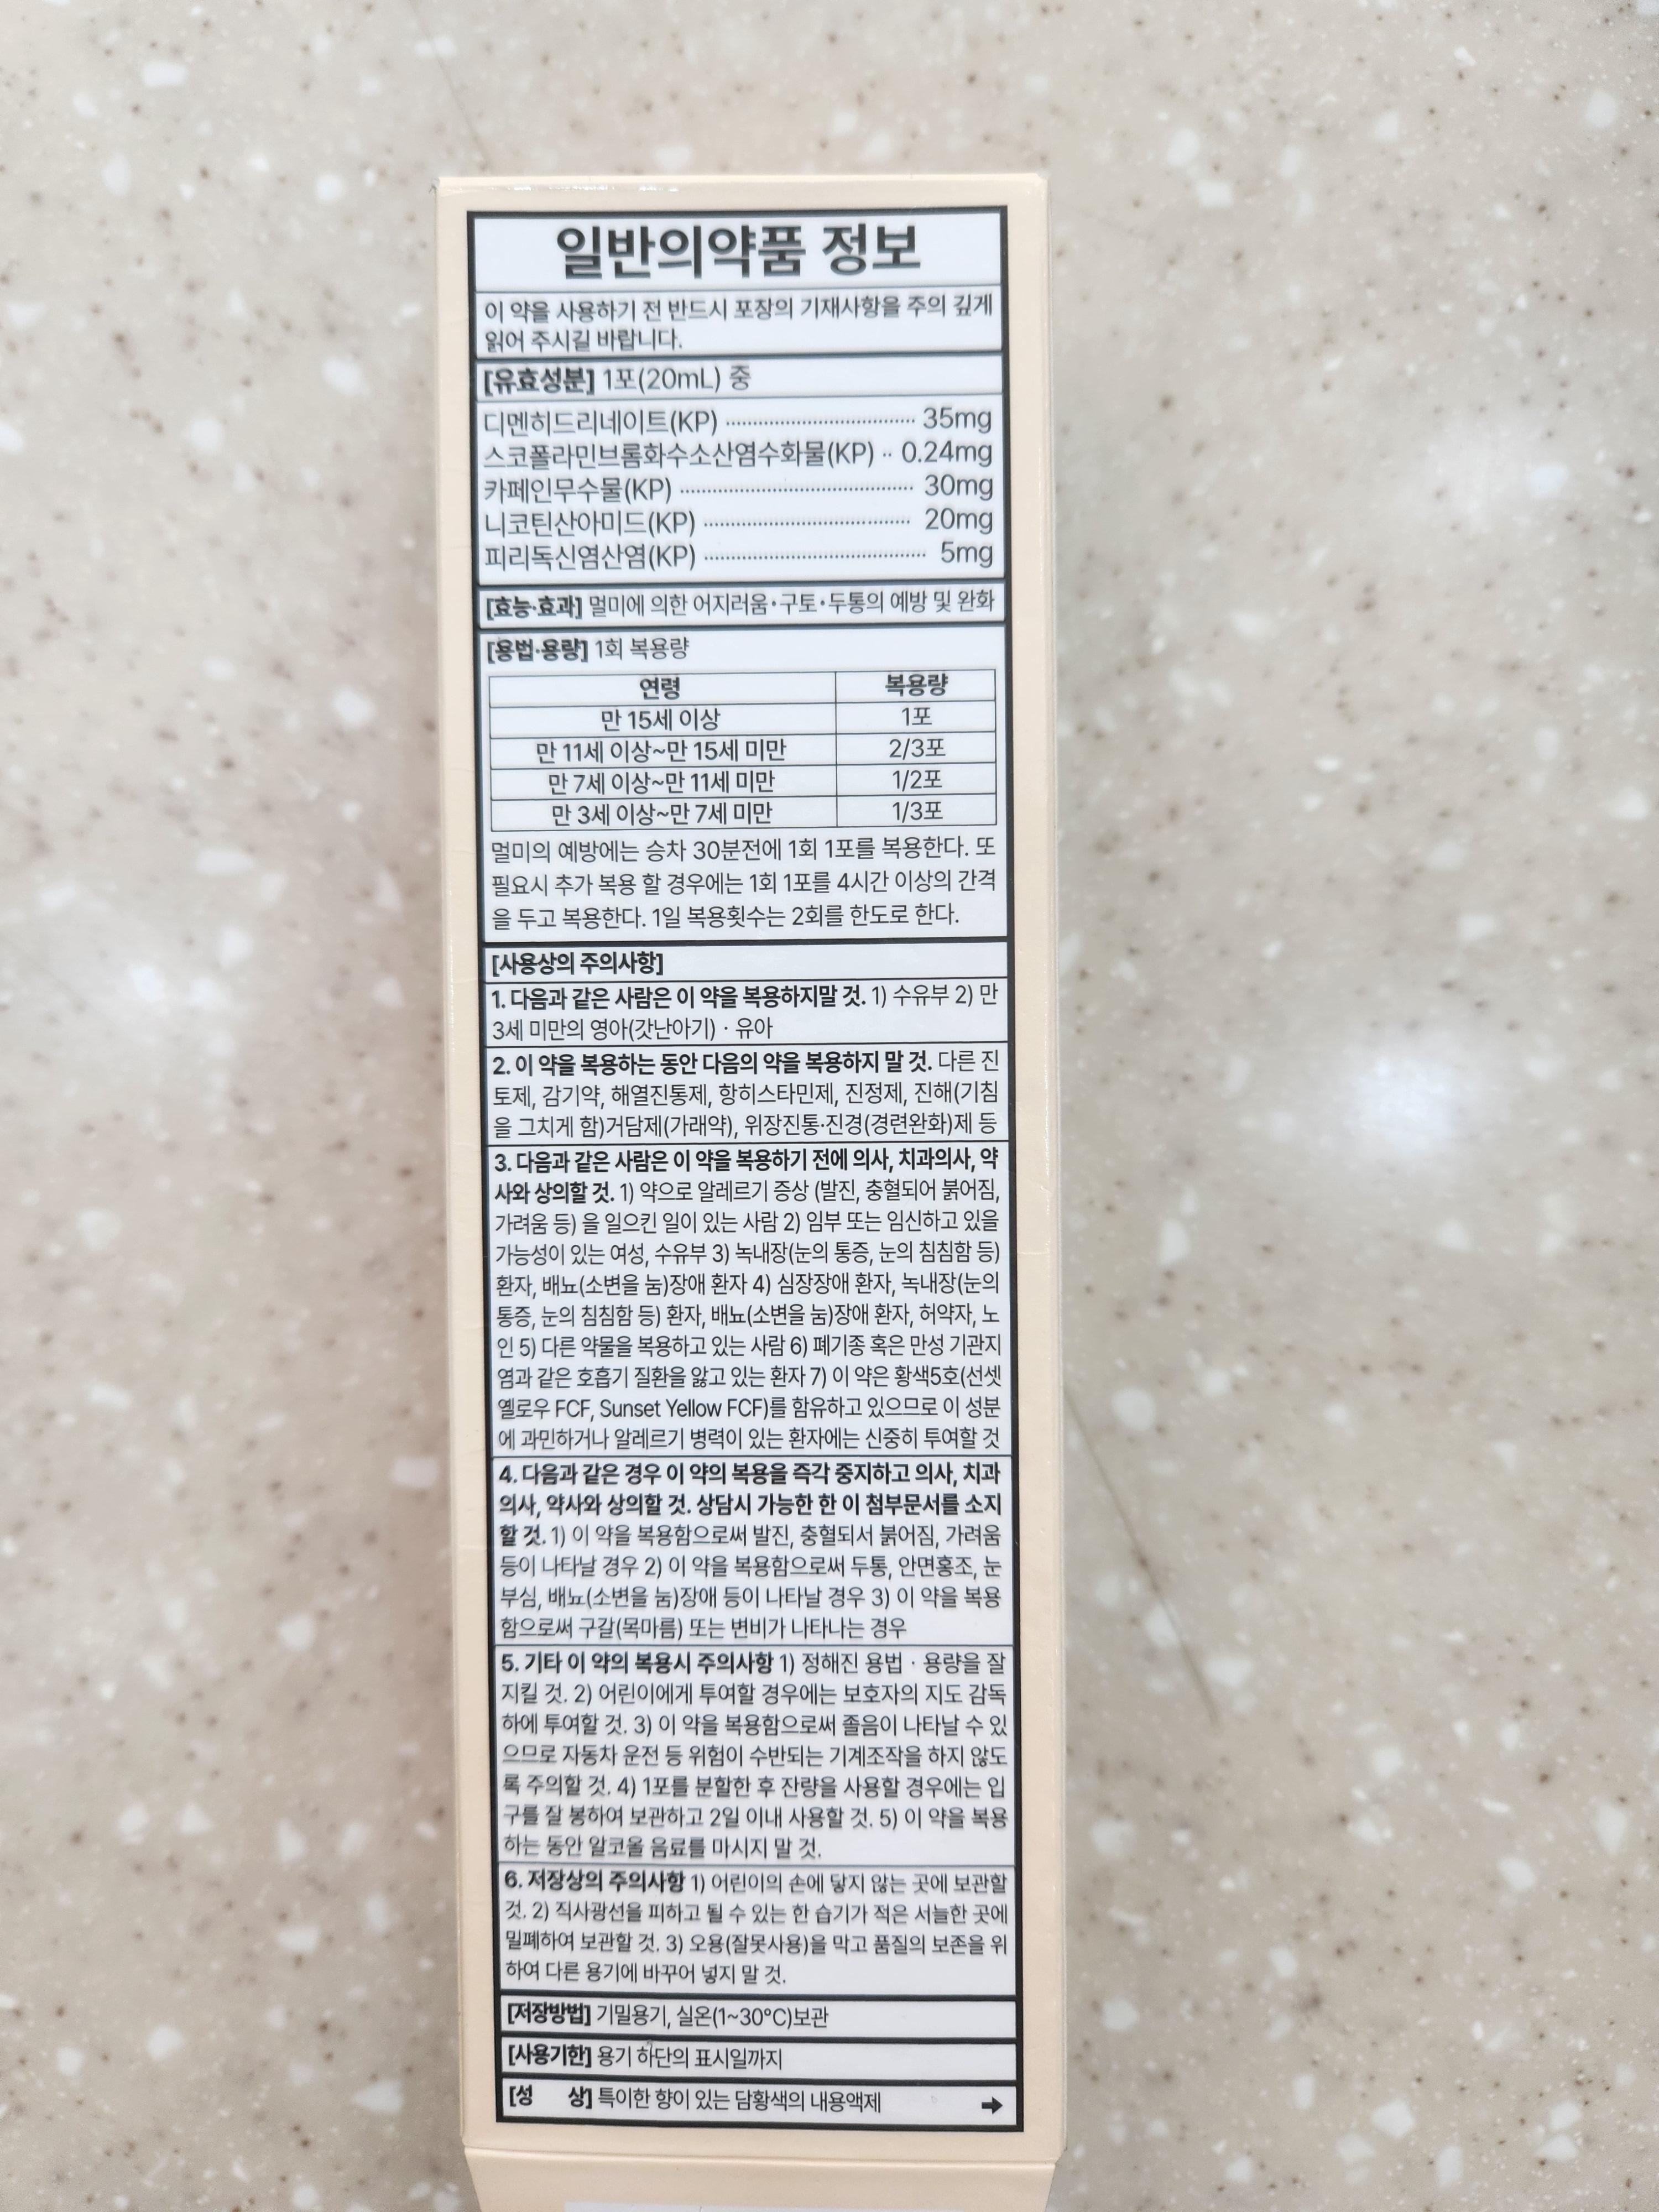 일반의약품 정보
이 약을 사용하기 전 반드시 포장의 기재사항을 주의 깊게
읽어 주시길 바랍니다.
[유효성분] 1포(20mL) 중
디멘히드리네이트(KP) ································ 35mg
스코폴라민브롬화수소산염수화물(KP) ·· 0.24mg
카페인무수물(KP) ······································· 30mg
니코틴산아미드(KP) ··································· 20mg
피리독신염산염(KP) ····································· 5mg
[효능·효과] 멀미에 의한 어지러움·구토·두통의 예방 및 완화
[용법·용량] 1회 복용량
연령 복용량
만 15세 이상 1포
만 11세 이상~만 15세 미만 2/3포
만 7세 이상~만 11세 미만 1/2포
만 3세 이상~만 7세 미만 1/3포
멀미의 예방에는 승차 30분전에 1회 1포를 복용한다. 또
필요시 추가 복용 할 경우에는 1회 1포를 4시간 이상의 간격
을 두고 복용한다. 1일 복용횟수는 2회를 한도로 한다.
[사용상의 주의사항]
1. 다음과 같은 사람은 이 약을 복용하지말 것. 1) 수유부 2) 만
3세 미만의 영아(갓난아기) · 유아
2. 이 약을 복용하는 동안 다음의 약을 복용하지 말 것. 다른 진
토제, 감기약, 해열진통제, 항히스타민제, 진정제, 진해(기침
을 그치게 함)거담제(가래약), 위장진통·진경(경련완화)제 등
3. 다음과 같은 사람은 이 약을 복용하기 전에 의사, 치과의사, 약
사와 상의할 것. 1) 약으로 알레르기 증상 (발진, 충혈되어 붉어짐,
가려움 등) 을 일으킨 일이 있는 사람 2) 임부 또는 임신하고 있을
가능성이 있는 여성, 수유부 3) 녹내장(눈의 통증, 눈의 침침함 등)
환자, 배뇨(소변을 눔)장애 환자 4) 심장장애 환자, 녹내장(눈의
통증, 눈의 침침함 등) 환자, 배뇨(소변을 눔)장애 환자, 허약자, 노
인 5) 다른 약물을 복용하고 있는 사람 6) 폐기종 혹은 만성 기관지
염과 같은 호흡기 질환을 앓고 있는 환자 7) 이 약은 황색5호(선셋
옐로우 FCF, Sunset Yellow FCF)를 함유하고 있으므로 이 성분
에 과민하거나 알레르기 병력이 있는 환자에는 신중히 투여할 것
4. 다음과 같은 경우 이 약의 복용을 즉각 중지하고 의사, 치과
의사, 약사와 상의할 것. 상담시 가능한 한 이 첨부문서를 소지
할 것. 1) 이 약을 복용함으로써 발진, 충혈되서 붉어짐, 가려움
등이 나타날 경우 2) 이 약을 복용함으로써 두통, 안면홍조, 눈
부심, 배뇨(소변을 눔)장애 등이 나타날 경우 3) 이 약을 복용
함으로써 구갈(목마름) 또는 변비가 나타나는 경우
5. 기타 이 약의 복용시 주의사항 1) 정해진 용법 · 용량을 잘
지킬 것. 2) 어린이에게 투여할 경우에는 보호자의 지도 감독
하에 투여할 것. 3) 이 약을 복용함으로써 졸음이 나타날 수 있
으므로 자동차 운전 등 위험이 수반되는 기계조작을 하지 않도
록 주의할 것. 4) 1포를 분할한 후 잔량을 사용할 경우에는 입
구를 잘 봉하여 보관하고 2일 이내 사용할 것. 5) 이 약을 복용
하는 동안 알코올 음료를 마시지 말 것.
6. 저장상의 주의사항 1) 어린이의 손에 닿지 않는 곳에 보관할
것. 2) 직사광선을 피하고 될 수 있는 한 습기가 적은 서늘한 곳에
밀폐하여 보관할 것. 3) 오용(잘못사용)을 막고 품질의 보존을 위
하여 다른 용기에 바꾸어 넣지 말 것.
[저장방법] 기밀용기, 실온(1~30°C)보관
[사용기한] 용기 하단의 표시일까지
[성 상] 특이한 향이 있는 담황색의 내용액제 →